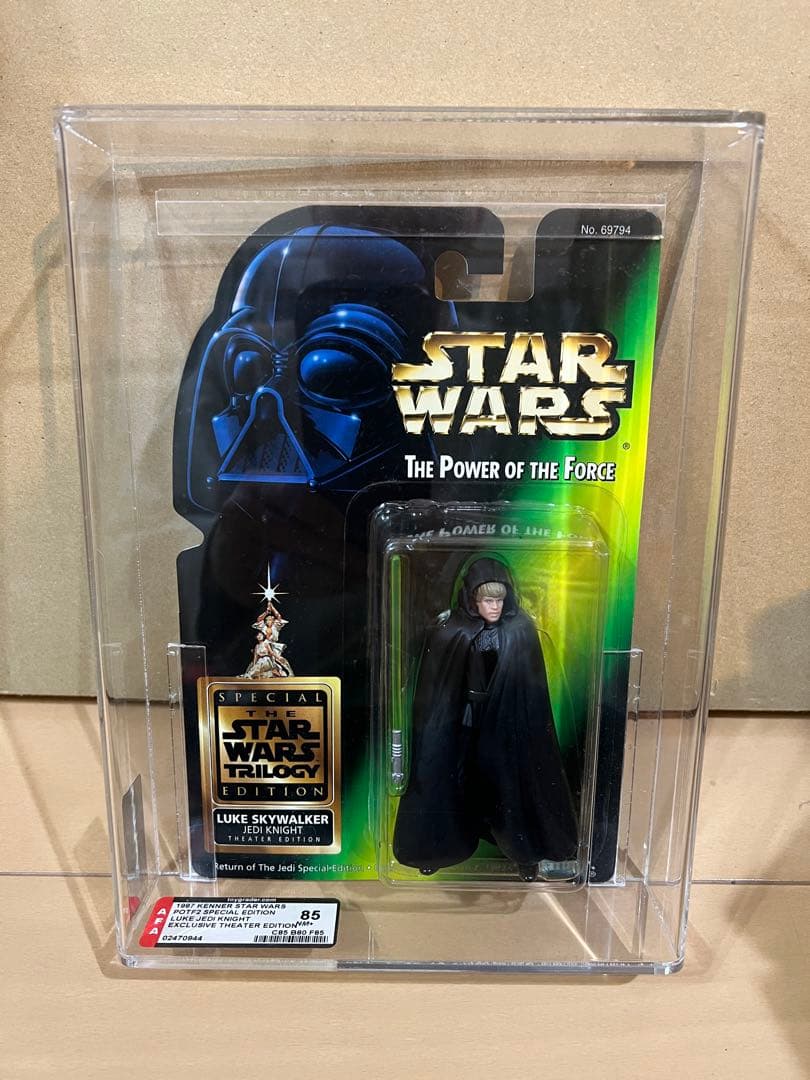 No. 69794
STAR
WARS
®
THE POWER OF THE FORCE
THE POWER OF THE
SPECIAL
THE
STAR
WARS
TRILOGY
EDITION
LUKE SKYWALKER
JEDI KNIGHT
THEATER EDITION
Return of The Jedi Special Edition •
®
toygrader.com
AFA
1997 KENNER STAR WARS
POTF2 SPECIAL EDITION
LUKE JEDI KNIGHT
EXCLUSIVE THEATER EDITION
85
NM+
C85 B80 F85
02470944